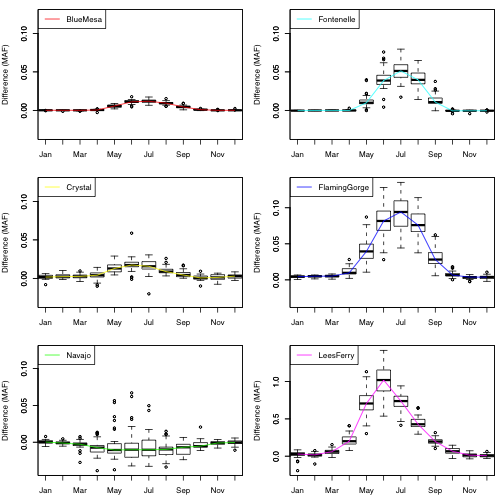 BlueMesa
Difference (MAF)
0.00
0.05
0.10
Jan Mar May Jul Sep Nov
Fontenelle
Difference (MAF)
0.00
0.05
0.10
Jan Mar May Jul Sep Nov
Crystal
Difference (MAF)
0.00
0.05
0.10
Jan Mar May Jul Sep Nov
FlamingGorge
Difference (MAF)
0.00
0.05
0.10
Jan Mar May Jul Sep Nov
Navajo
Difference (MAF)
0.00
0.05
0.10
Jan Mar May Jul Sep Nov
LeesFerry
Difference (MAF)
0.0
0.5
1.0
Jan Mar May Jul Sep Nov